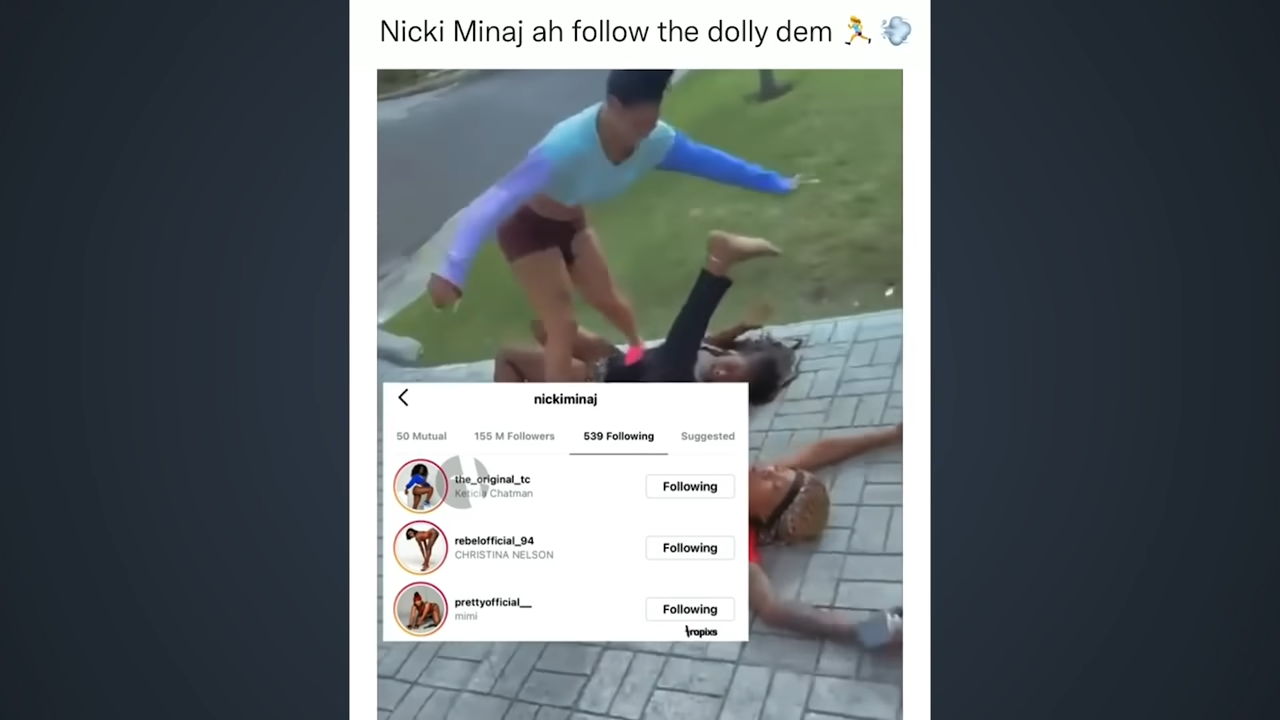 Nicki Minaj ah follow the dolly dem 🏃‍♀️💨
nickiminaj
50 Mutual 155 M Followers 539 Following Suggested
the_original_tc Following
Keticia Chatman
rebelofficial_94 Following
CHRISTINA NELSON
prettyofficial__ Following
mimi
tropixs